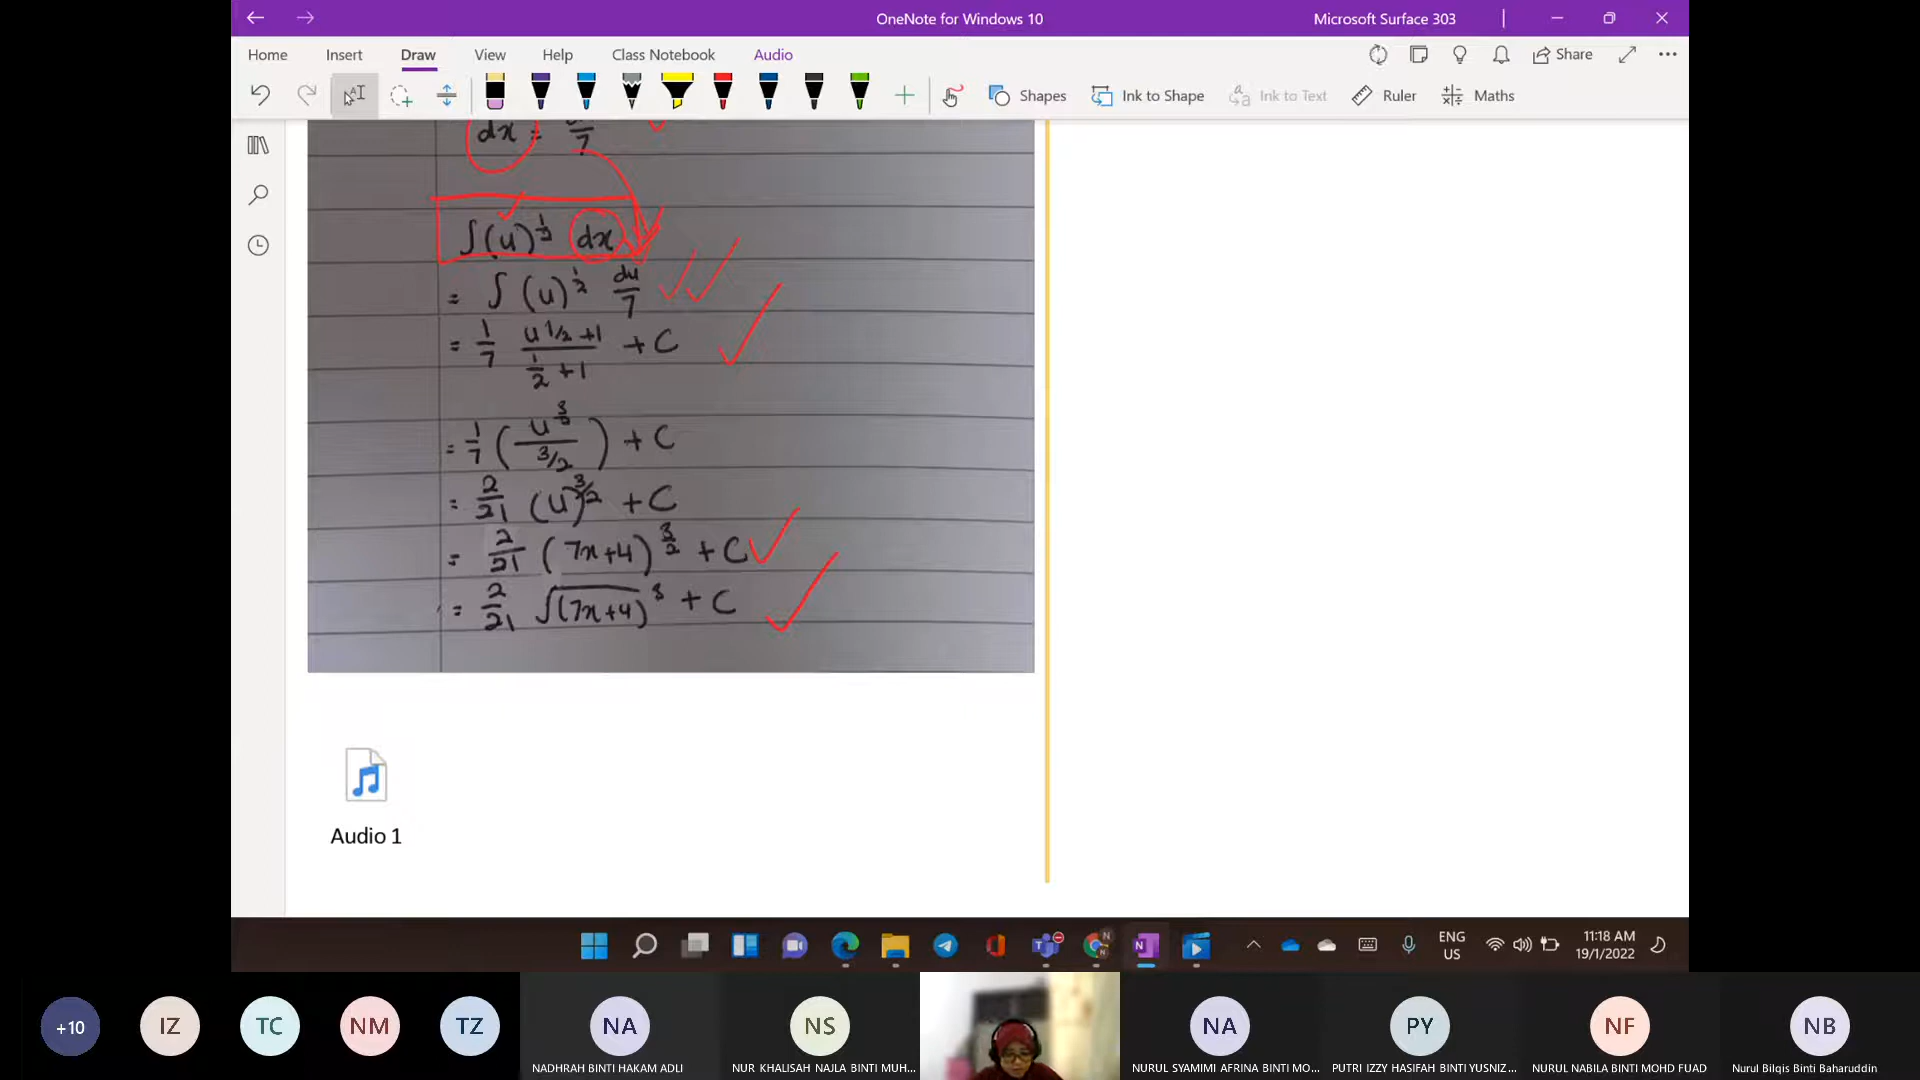 OneNote for Windows 10
Microsoft Surface 303
Home Insert Draw View Help Class Notebook Audio
Share
Shapes Ink to Shape Ink to Text Ruler Maths
dx =
7
∫(u)^½ dx
= ∫ (u)^½ du/7
= 1/7 u^(1/2 +1)/(1/2 +1) + C
= 1/7 (u^(3/2)/(3/2)) + C
= 2/21 (u)^3/2 + C
= 2/21 (7x+4)^3/2 + C
= 2/21 √(7x+4)^3 + C
Audio 1
ENG
US
11:18 AM
19/1/2022
+10
IZ
TC
NM
TZ
NA
NADHRAH BINTI HAKAM ADLI
NS
NUR KHALISAH NAJLA BINTI MUH...
NA
NURUL SYAMIMI AFRINA BINTI MO...
PY
PUTRI IZZY HASIFAH BINTI YUSNIZ...
NF
NURUL NABILA BINTI MOHD FUAD
NB
Nurul Bilqis Binti Baharuddin